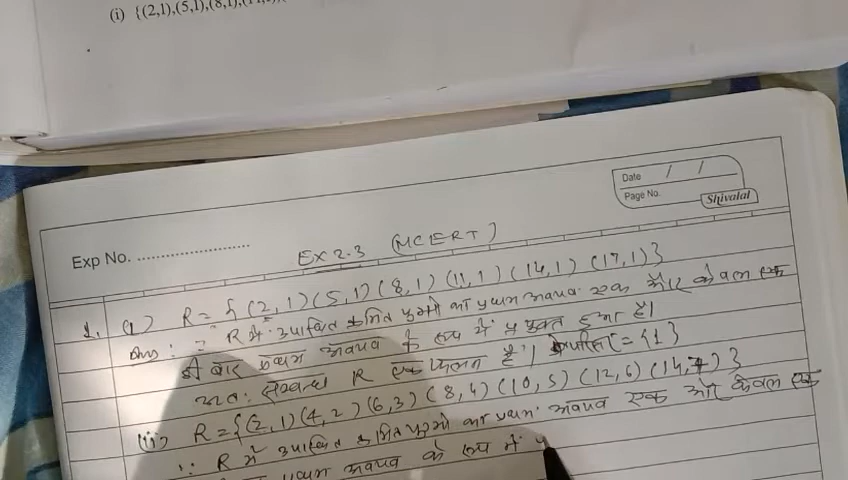 (i) {(2,1),(5,1),(8,1),
Date / /
Page No.
Shivalal
Exp No.
Ex 2.3 (NCERT)
1. (i) R = { (2,1) (5,1) (8,1) (11,1) (14,1) (17,1) }
Ans: ∵ R में उपस्थित क्रमित युग्मो का प्रथम अवयव एक और केवल एक
ही बार प्रथम अवयव के रूप में प्रयुक्त हुआ है।
अत: सम्बन्ध R एक फलन है। = {1}
(ii) R = {(2,1) (4,2) (6,3) (8,4) (10,5) (12,6) (14,7) }
∵ R में उपस्थित क्रमित युग्मो का प्रथम अवयव एक और केवल एक
प्रथम अवयव के रूप में